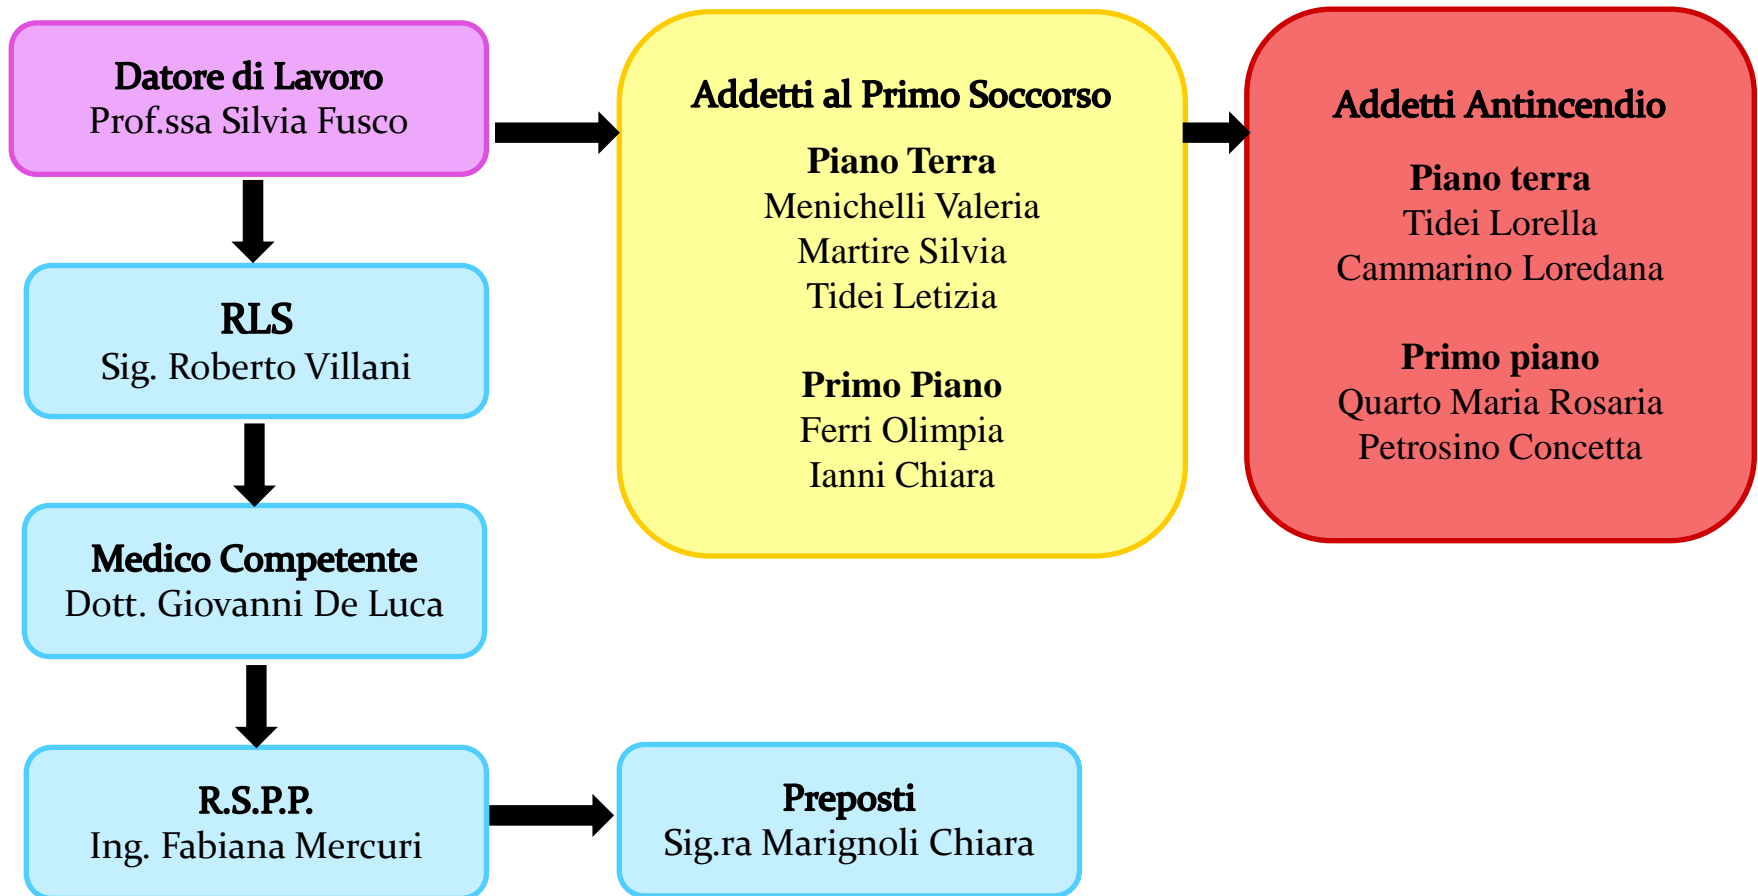 Datore di Lavoro
Prof.ssa Silvia Fusco
RLS
Sig. Roberto Villani
Medico Competente
Dott. Giovanni De Luca
R.S.P.P.
Ing. Fabiana Mercuri
Preposti
Sig.ra Marignoli Chiara
Addetti al Primo Soccorso
Piano Terra
Menichelli Valeria
Martire Silvia
Tidei Letizia
Primo Piano
Ferri Olimpia
Ianni Chiara
Addetti Antincendio
Piano terra
Tidei Lorella
Cammarino Loredana
Primo piano
Quarto Maria Rosaria
Petrosino Concetta